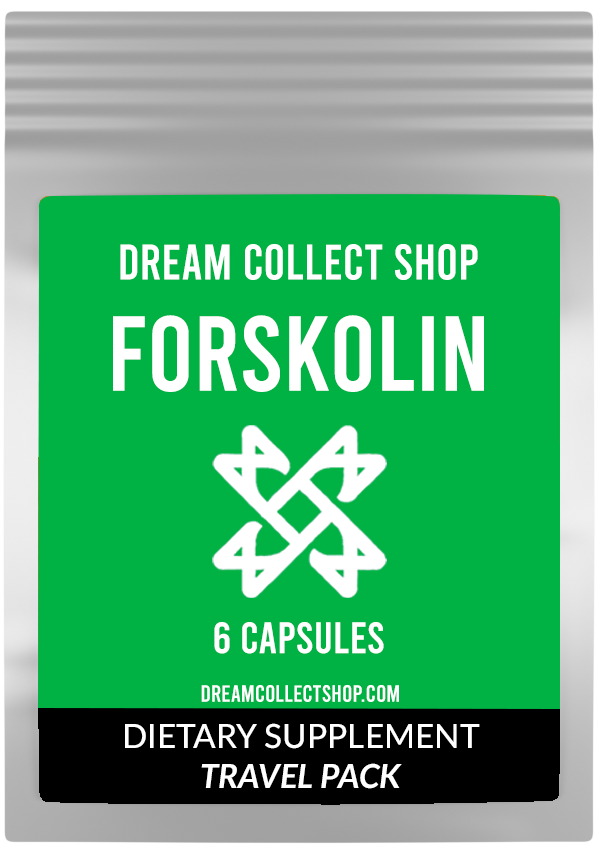 DREAM COLLECT SHOP
FORSKOLIN
6 CAPSULES
DREAMCOLLECTSHOP.COM
DIETARY SUPPLEMENT
TRAVEL PACK